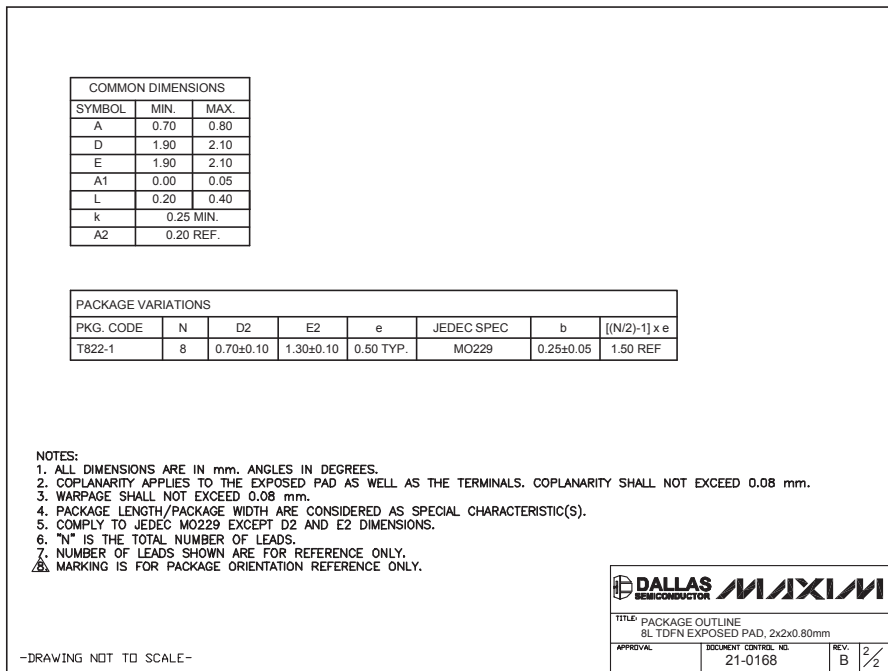 COMMON DIMENSIONS
SYMBOL MIN. MAX.
A 0.70 0.80
D 1.90 2.10
E 1.90 2.10
A1 0.00 0.05
L 0.20 0.40
k 0.25 MIN.
A2 0.20 REF.
PACKAGE VARIATIONS
PKG. CODE N D2 E2 e JEDEC SPEC b [(N/2)-1] x e
T822-1 8 0.70±0.10 1.30±0.10 0.50 TYP. MO229 0.25±0.05 1.50 REF
NOTES:
1. ALL DIMENSIONS ARE IN mm. ANGLES IN DEGREES.
2. COPLANARITY APPLIES TO THE EXPOSED PAD AS WELL AS THE TERMINALS. COPLANARITY SHALL NOT EXCEED 0.08 mm.
3. WARPAGE SHALL NOT EXCEED 0.08 mm.
4. PACKAGE LENGTH/PACKAGE WIDTH ARE CONSIDERED AS SPECIAL CHARACTERISTIC(S).
5. COMPLY TO JEDEC MO229 EXCEPT D2 AND E2 DIMENSIONS.
6. "N" IS THE TOTAL NUMBER OF LEADS.
7. NUMBER OF LEADS SHOWN ARE FOR REFERENCE ONLY.
8. MARKING IS FOR PACKAGE ORIENTATION REFERENCE ONLY.
DALLAS SEMICONDUCTOR MAXIM
TITLE: PACKAGE OUTLINE
8L TDFN EXPOSED PAD, 2x2x0.80mm
APPROVAL DOCUMENT CONTROL NO. REV. 2/2
21-0168 B
-DRAWING NOT TO SCALE-